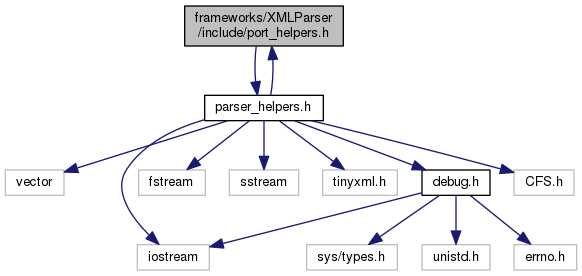 frameworks/XMLParser
/include/port_helpers.h
parser_helpers.h
vector
fstream
sstream
tinyxml.h
debug.h
CFS.h
iostream
sys/types.h
unistd.h
errno.h